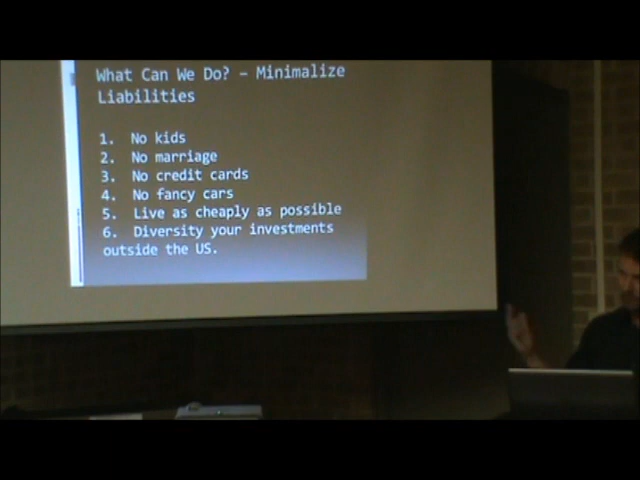 What Can We Do? – Minimalize
Liabilities
1. No kids
2. No marriage
3. No credit cards
4. No fancy cars
5. Live as cheaply as possible
6. Diversity your investments
outside the US.